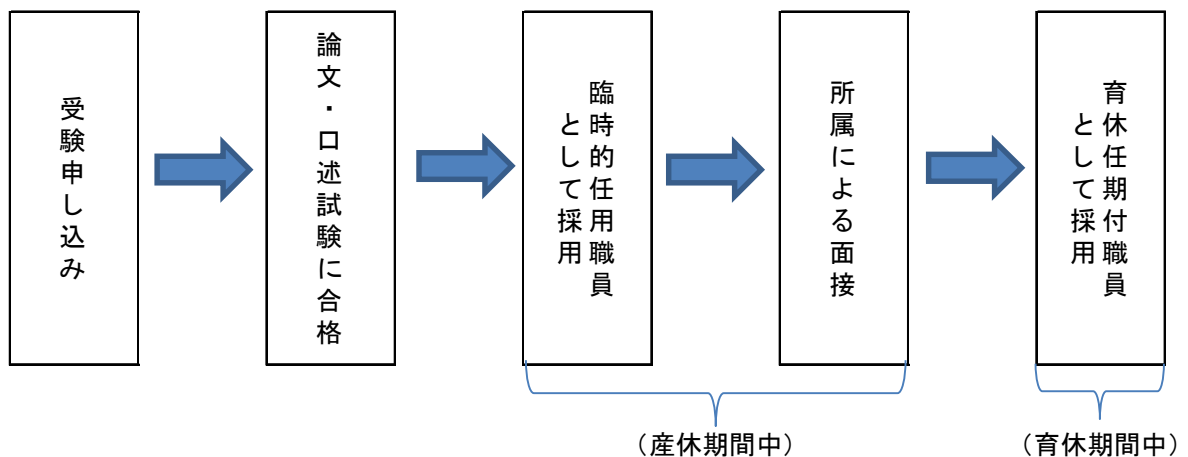 受験申し込み
論文・口述試験に合格
臨時的任用職員
として採用
所属による面接
育休任期付職員
として採用
（産休期間中）
（育休期間中）